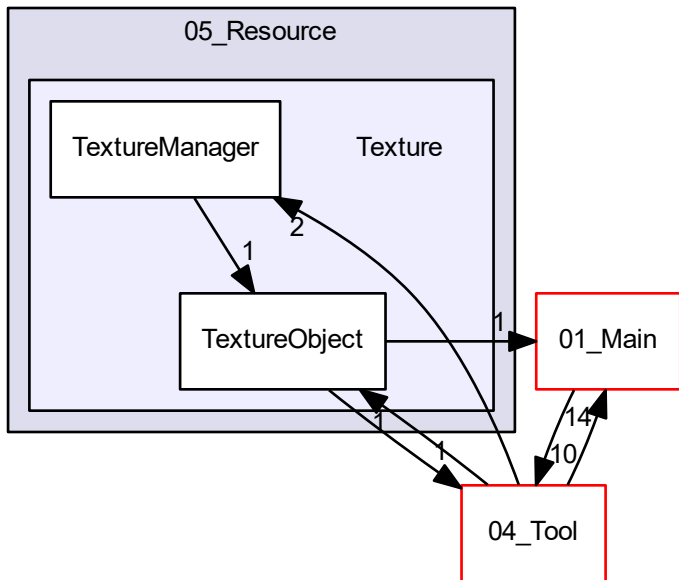 05_Resource
TextureManager
Texture
2
1
TextureObject
1
01_Main
1
14
1
10
04_Tool